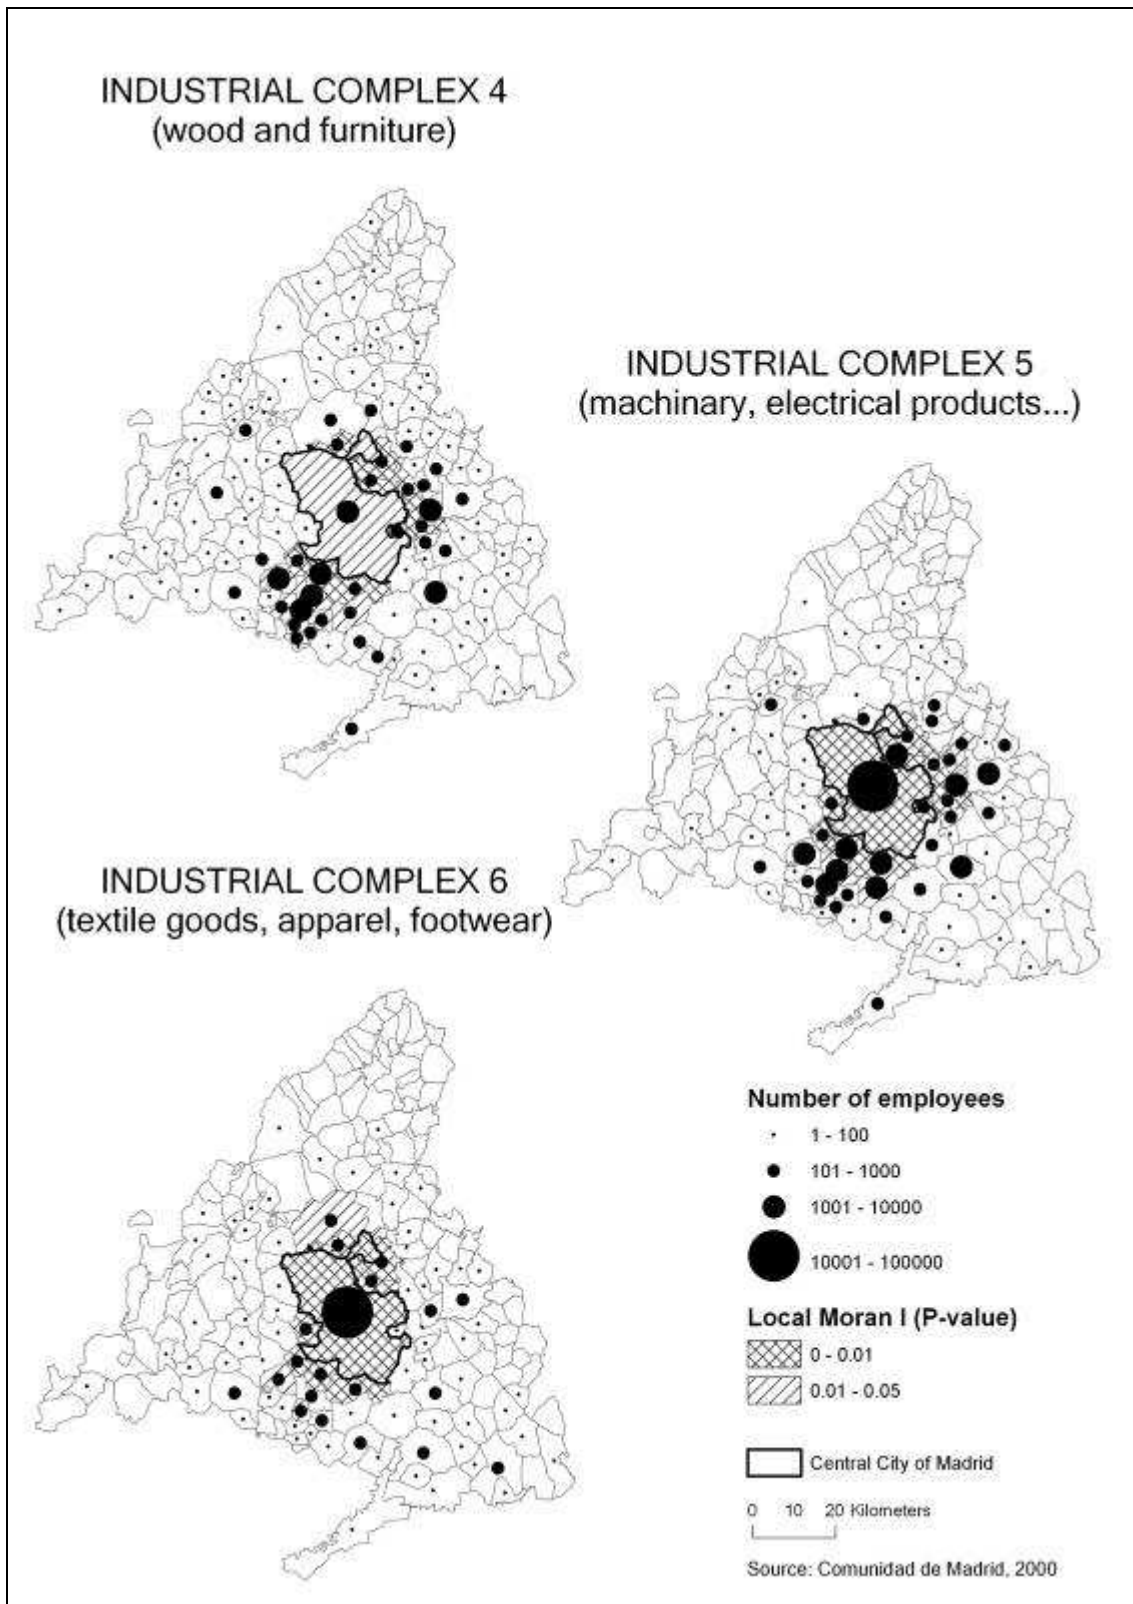 INDUSTRIAL COMPLEX 4
(wood and furniture)
INDUSTRIAL COMPLEX 5
(machinary, electrical products...)
INDUSTRIAL COMPLEX 6
(textile goods, apparel, footwear)
Number of employees
1 - 100
101 - 1000
1001 - 10000
10001 - 100000
Local Moran I (P-value)
0 - 0.01
0.01 - 0.05
Central City of Madrid
0 10 20 Kilometers
Source: Comunidad de Madrid, 2000